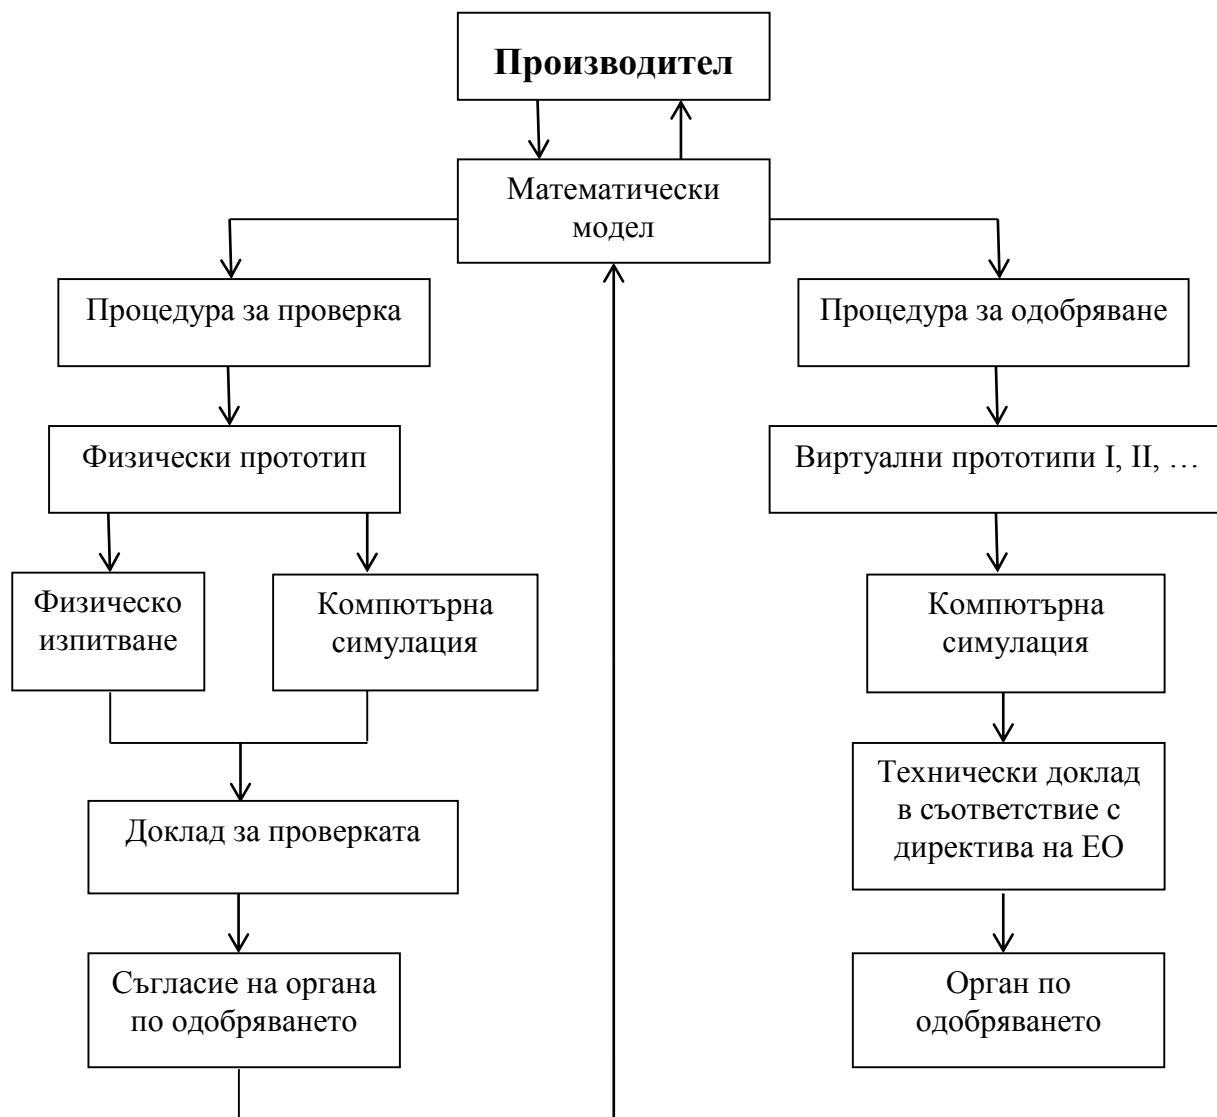 Производител
Математически
модел
Процедура за проверка
Процедура за одобряване
Физически прототип
Виртуални прототипи I, II, …
Физическо
изпитване
Компютърна
симулация
Компютърна
симулация
Технически доклад
в съответствие с
директива на ЕО
Доклад за проверката
Съгласие на органа
по одобряването
Орган по
одобряването